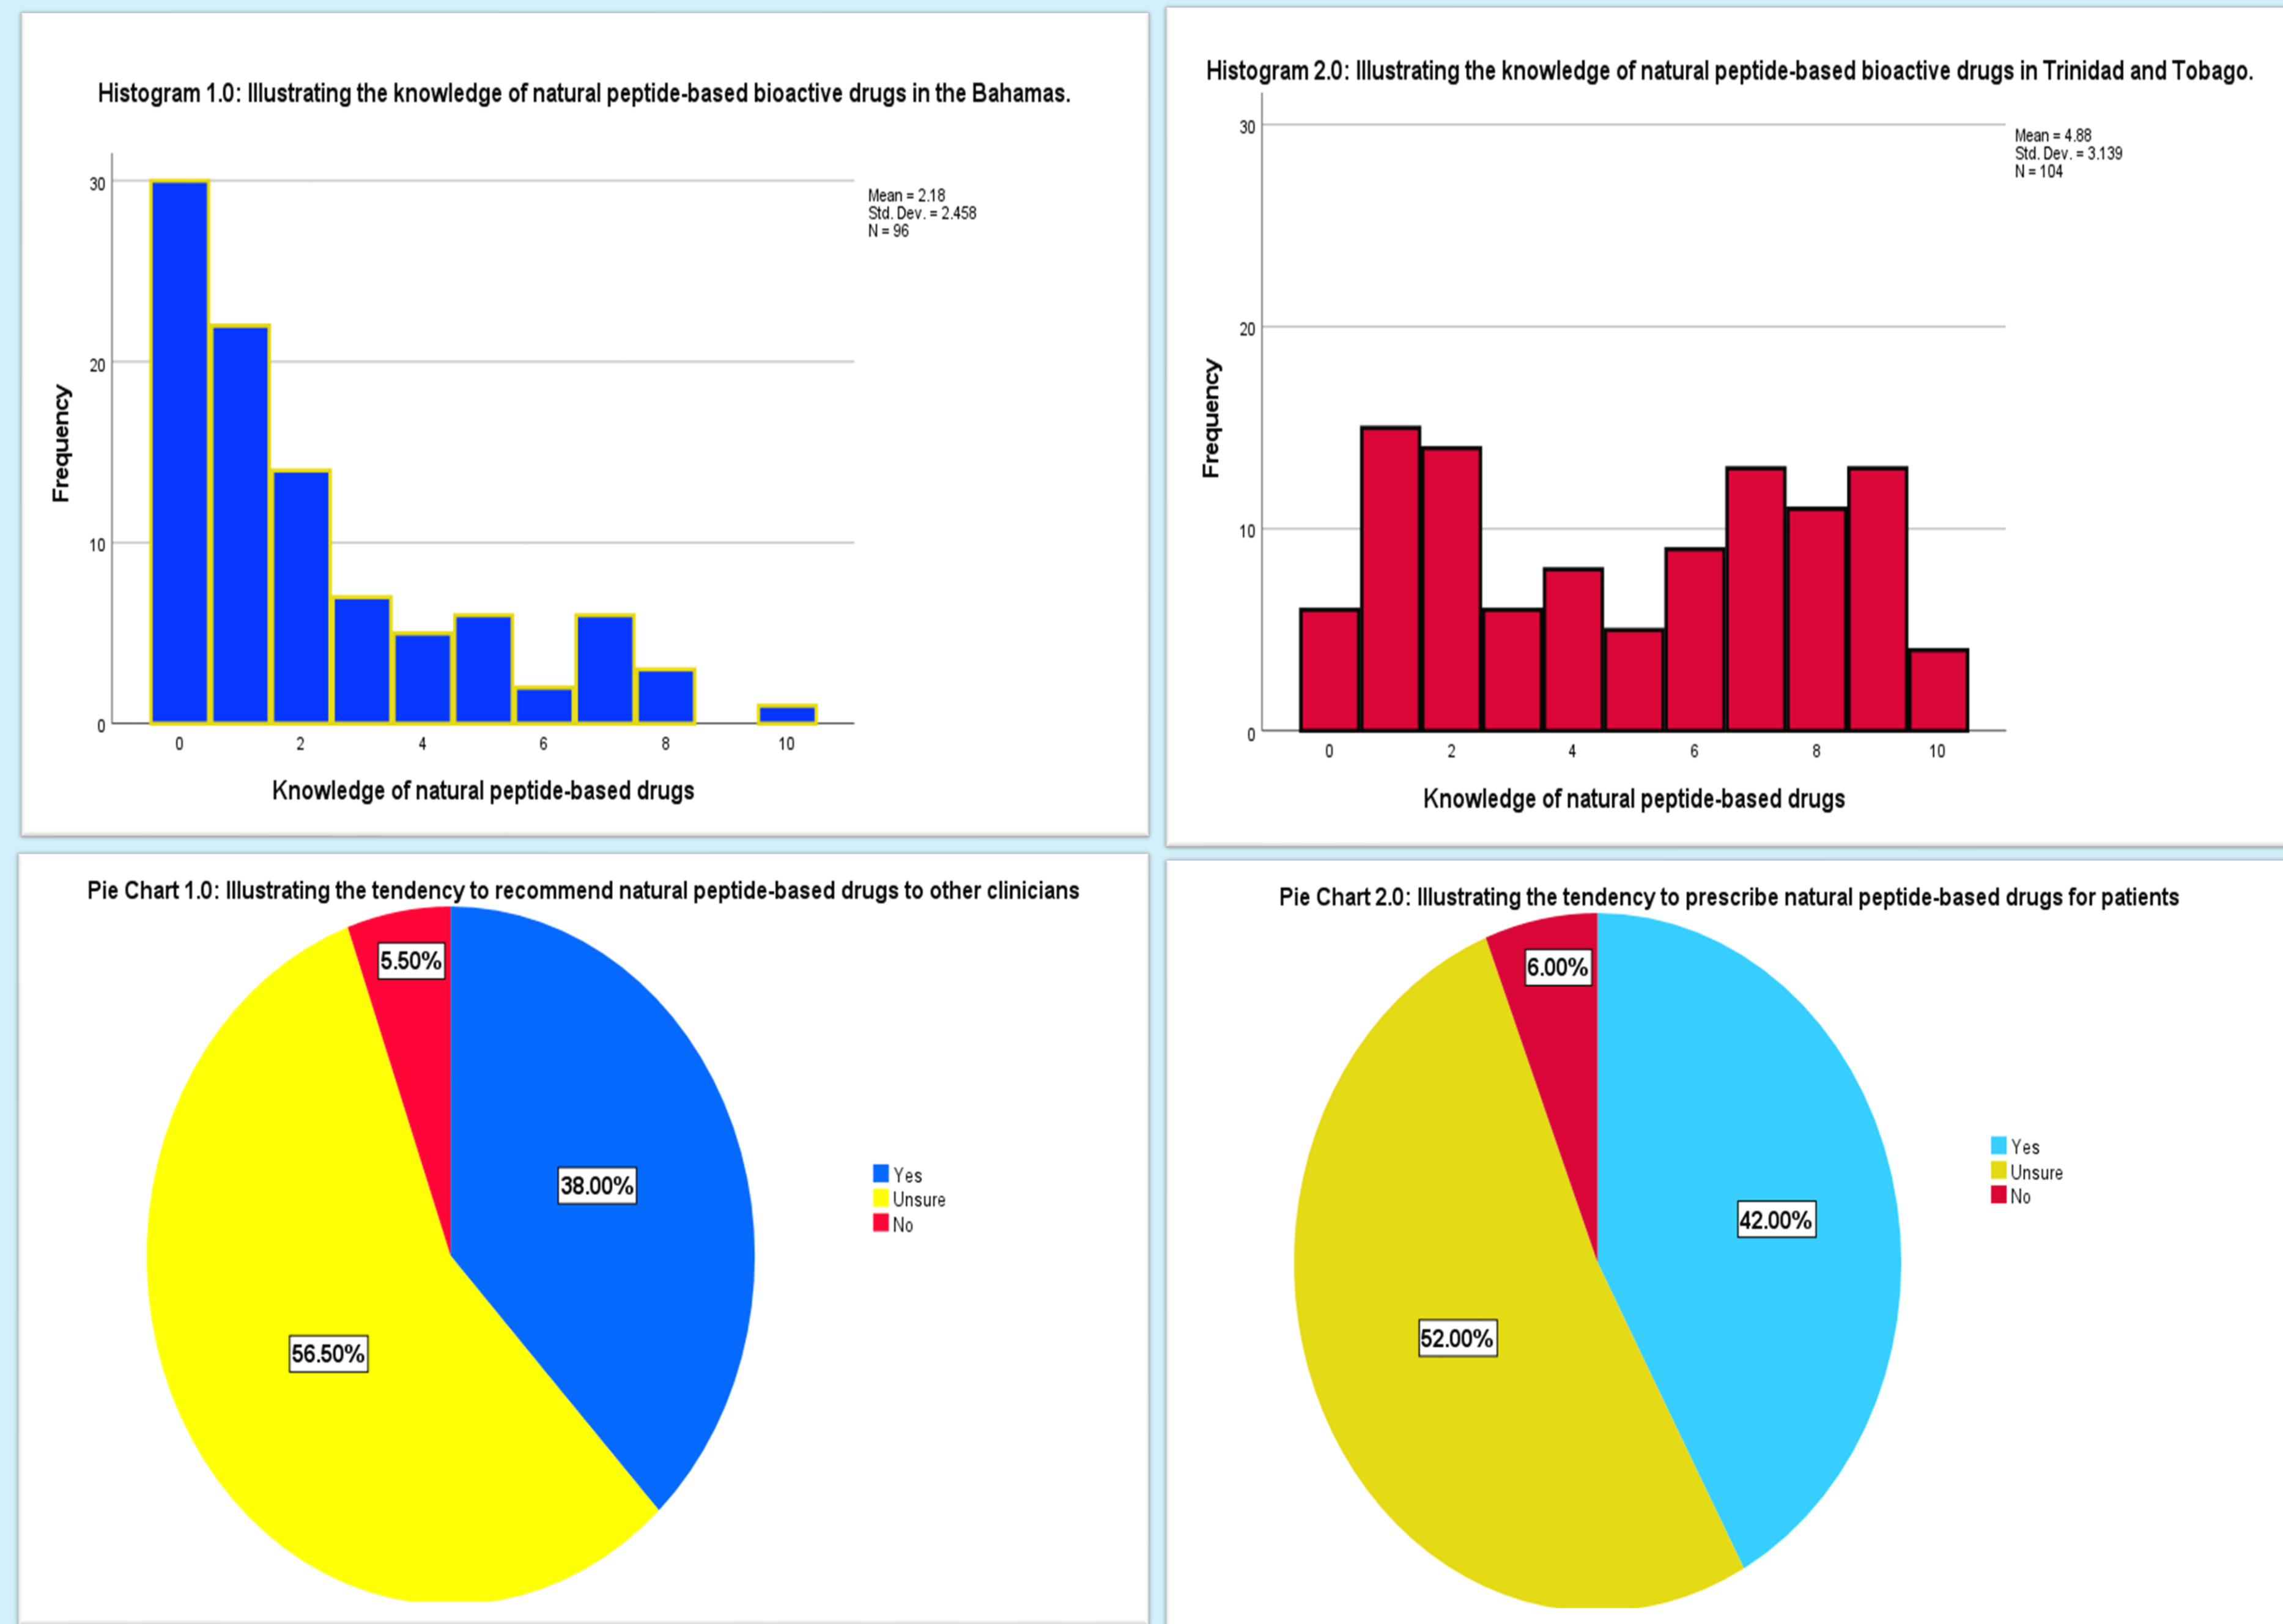 Histogram 1.0: Illustrating the knowledge of natural peptide-based bioactive drugs in the Bahamas.
30
20
10
0
Frequency
0 2 4 6 8 10
Knowledge of natural peptide-based drugs
Mean = 2.18
Std. Dev. = 2.458
N = 96
Histogram 2.0: Illustrating the knowledge of natural peptide-based bioactive drugs in Trinidad and Tobago.
30
20
10
0
Frequency
0 2 4 6 8 10
Knowledge of natural peptide-based drugs
Mean = 4.88
Std. Dev. = 3.139
N = 104
Pie Chart 1.0: Illustrating the tendency to recommend natural peptide-based drugs to other clinicians
5.50%
38.00%
56.50%
Yes
Unsure
No
Pie Chart 2.0: Illustrating the tendency to prescribe natural peptide-based drugs for patients
6.00%
42.00%
52.00%
Yes
Unsure
No